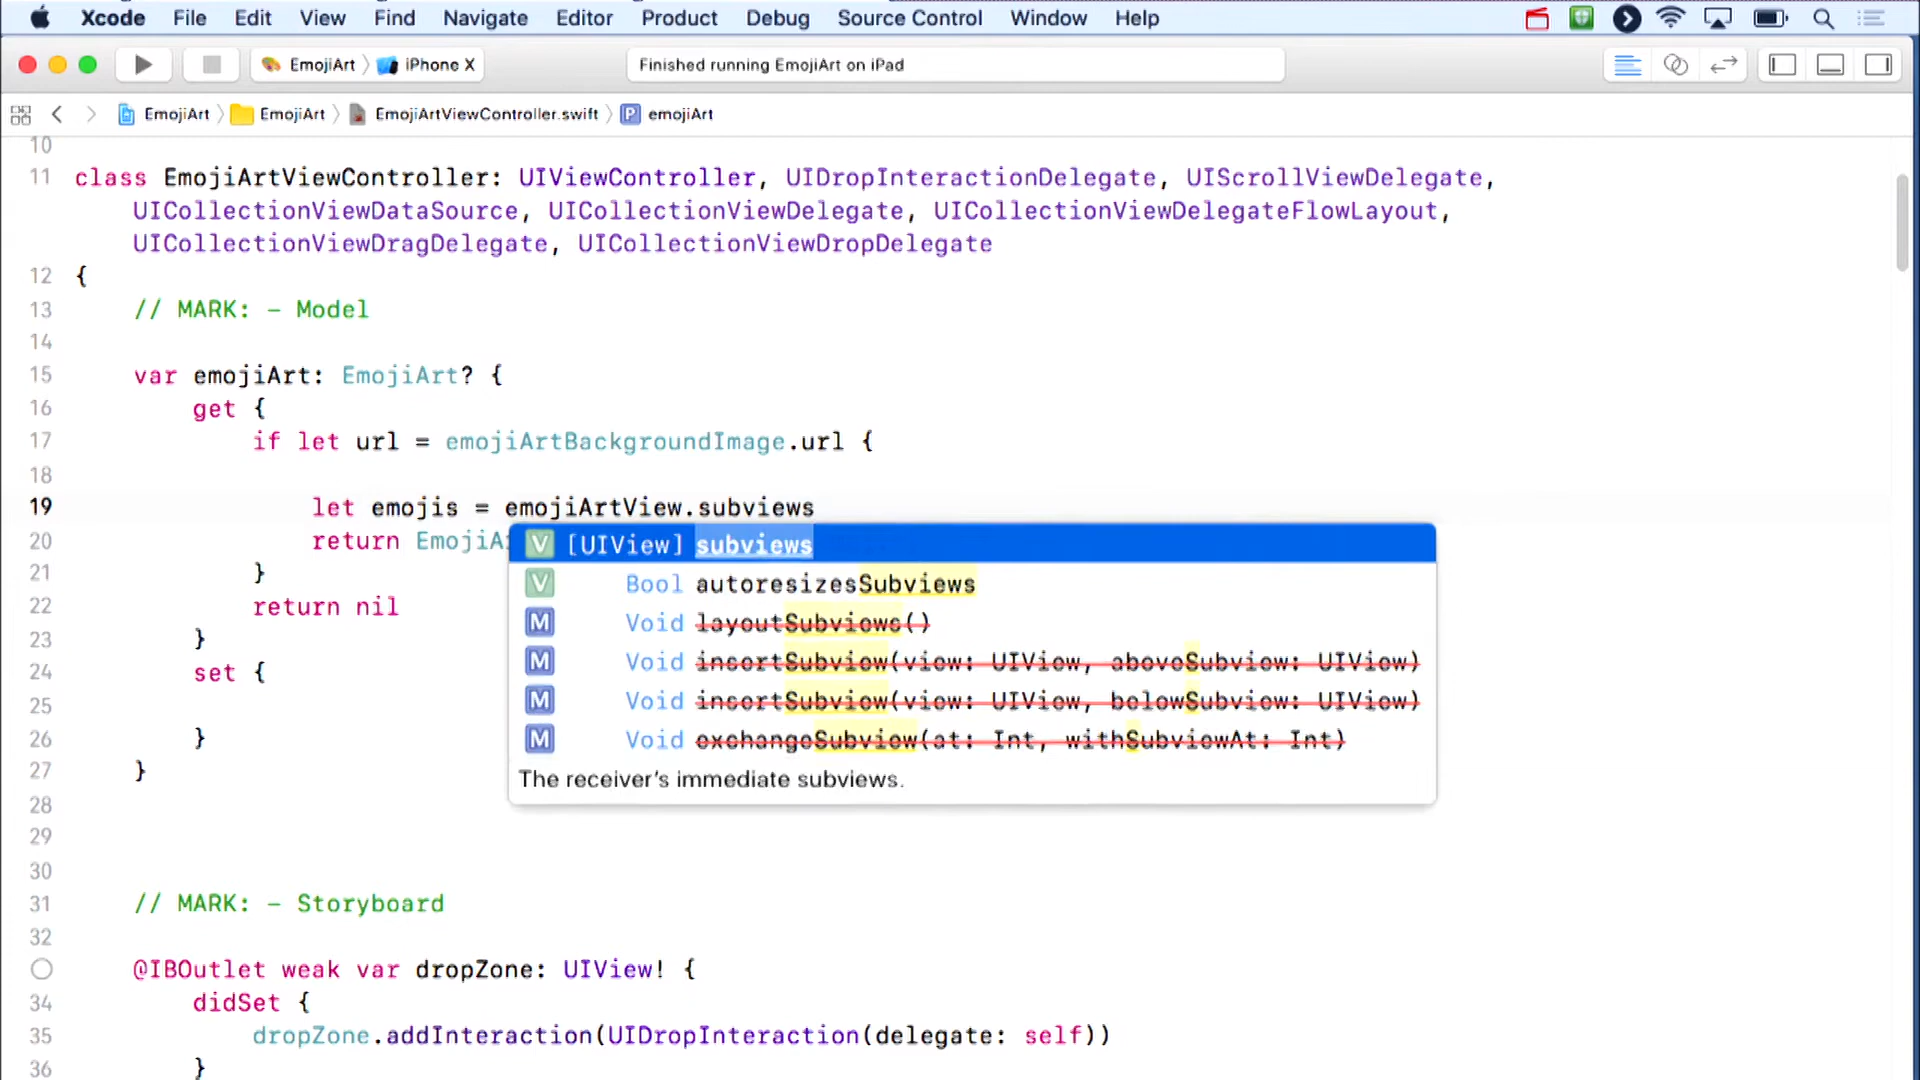 Xcode File Edit View Find Navigate Editor Product Debug Source Control Window Help
EmojiArt iPhone X Finished running EmojiArt on iPad
EmojiArt EmojiArt EmojiArtViewController.swift P emojiArt
10
11 class EmojiArtViewController: UIViewController, UIDropInteractionDelegate, UIScrollViewDelegate,
UICollectionViewDataSource, UICollectionViewDelegate, UICollectionViewDelegateFlowLayout,
UICollectionViewDragDelegate, UICollectionViewDropDelegate
12 {
13 // MARK: - Model
14
15 var emojiArt: EmojiArt? {
16 get {
17 if let url = emojiArtBackgroundImage.url {
18
19 let emojis = emojiArtView.subviews
V [UIView] subviews
20 return EmojiA
V Bool autoresizesSubviews
21 }
22 return nil
M Void layoutSubviews()
23 }
M Void insertSubview(view: UIView, aboveSubview: UIView)
24 set {
25
M Void insertSubview(view: UIView, belowSubview: UIView)
26 }
M Void exchangeSubview(at: Int, withSubviewAt: Int)
27 }
The receiver's immediate subviews.
28
29
30
31 // MARK: - Storyboard
32
@IBOutlet weak var dropZone: UIView! {
34 didSet {
35 dropZone.addInteraction(UIDropInteraction(delegate: self))
36 }